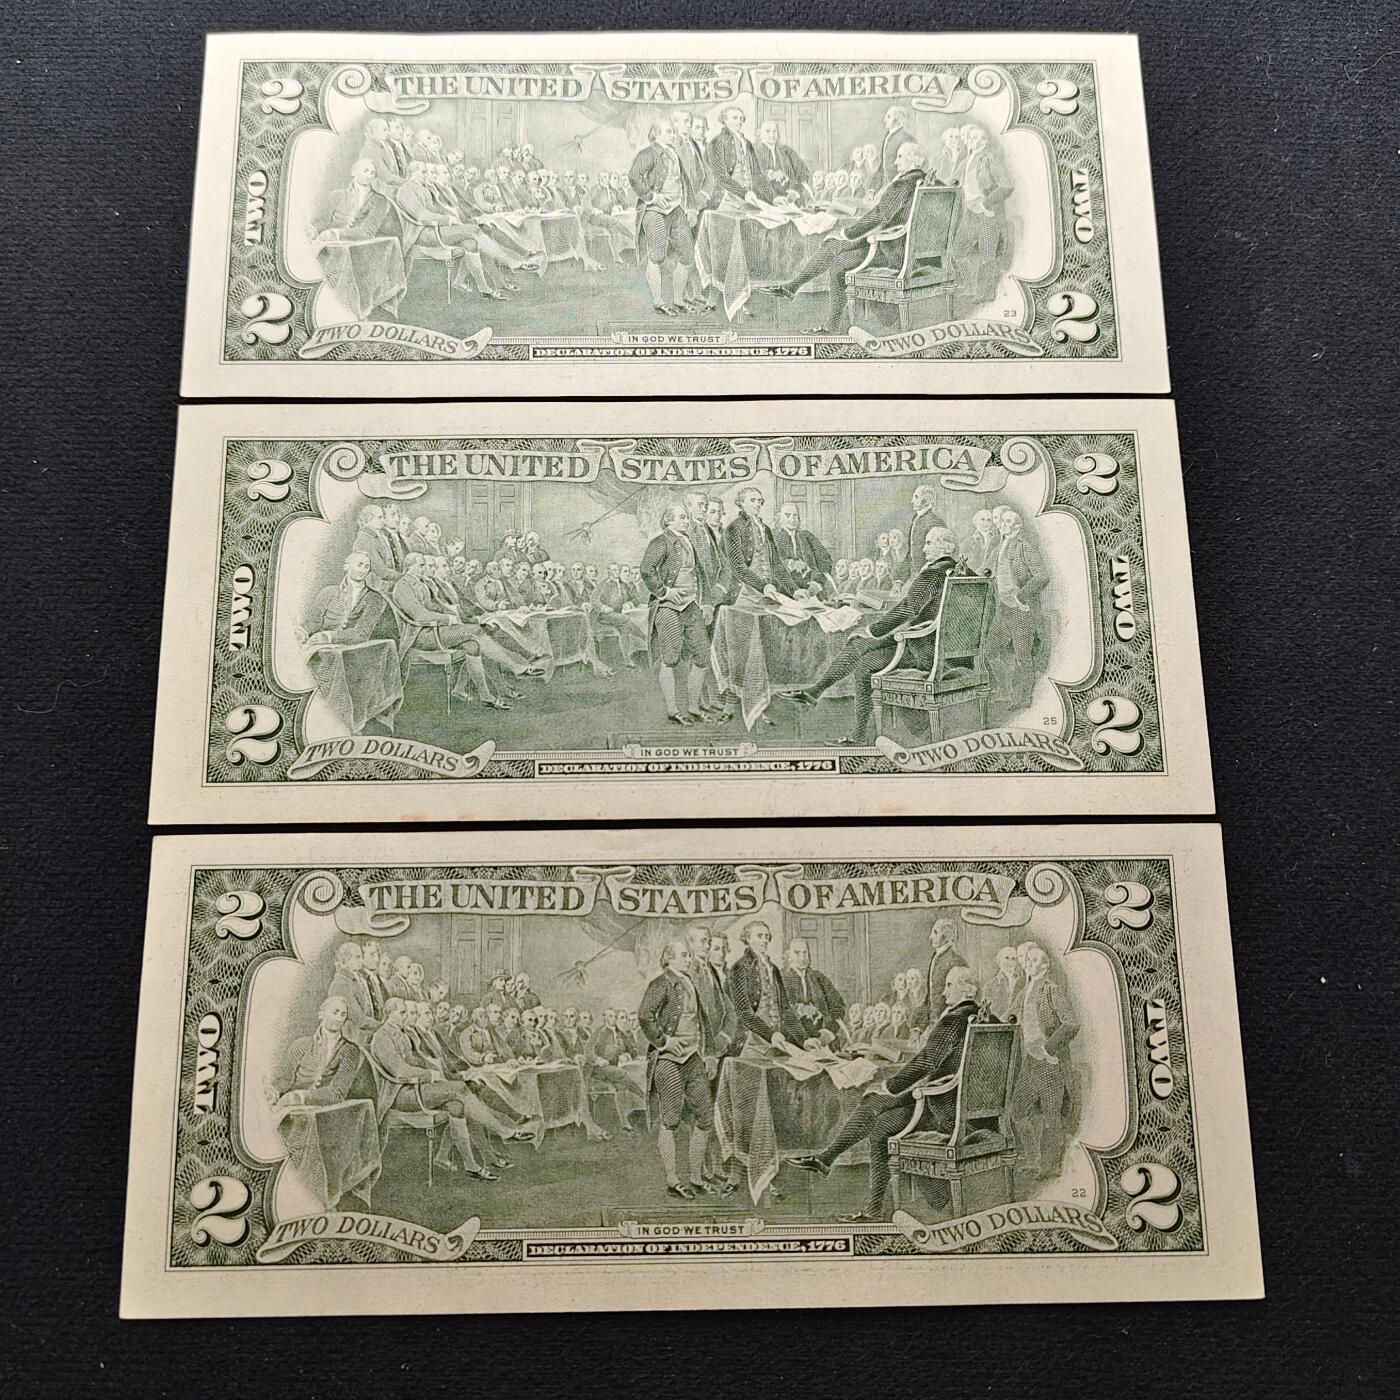 2 THE UNITED STATES OF AMERICA 2
TWO TWO
2 2
23
TWO DOLLARS IN GOD WE TRUST TWO DOLLARS
DECLARATION OF INDEPENDENCE, 1776
2 THE UNITED STATES OF AMERICA 2
TWO TWO
2 2
25
TWO DOLLARS IN GOD WE TRUST TWO DOLLARS
DECLARATION OF INDEPENDENCE, 1776
2 THE UNITED STATES OF AMERICA 2
TWO TWO
2 2
22
TWO DOLLARS IN GOD WE TRUST TWO DOLLARS
DECLARATION OF INDEPENDENCE, 1776